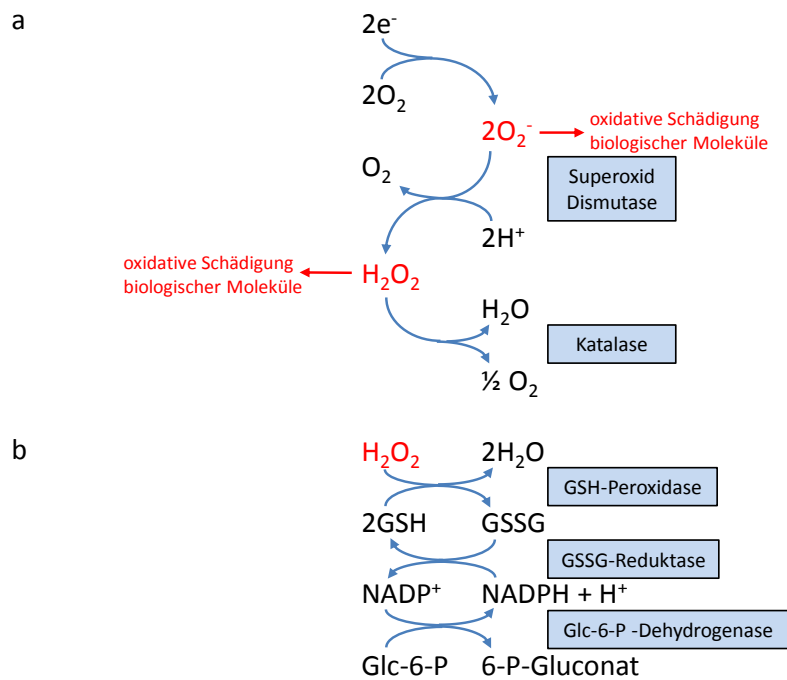 a
2e⁻
2O₂
2O₂⁻
oxidative Schädigung
biologischer Moleküle
O₂
Superoxid
Dismutase
2H⁺
oxidative Schädigung
biologischer Moleküle
H₂O₂
H₂O
Katalase
½ O₂
b
H₂O₂ 2H₂O
GSH-Peroxidase
2GSH GSSG
GSSG-Reduktase
NADP⁺ NADPH + H⁺
Glc-6-P -Dehydrogenase
Glc-6-P 6-P-Gluconat